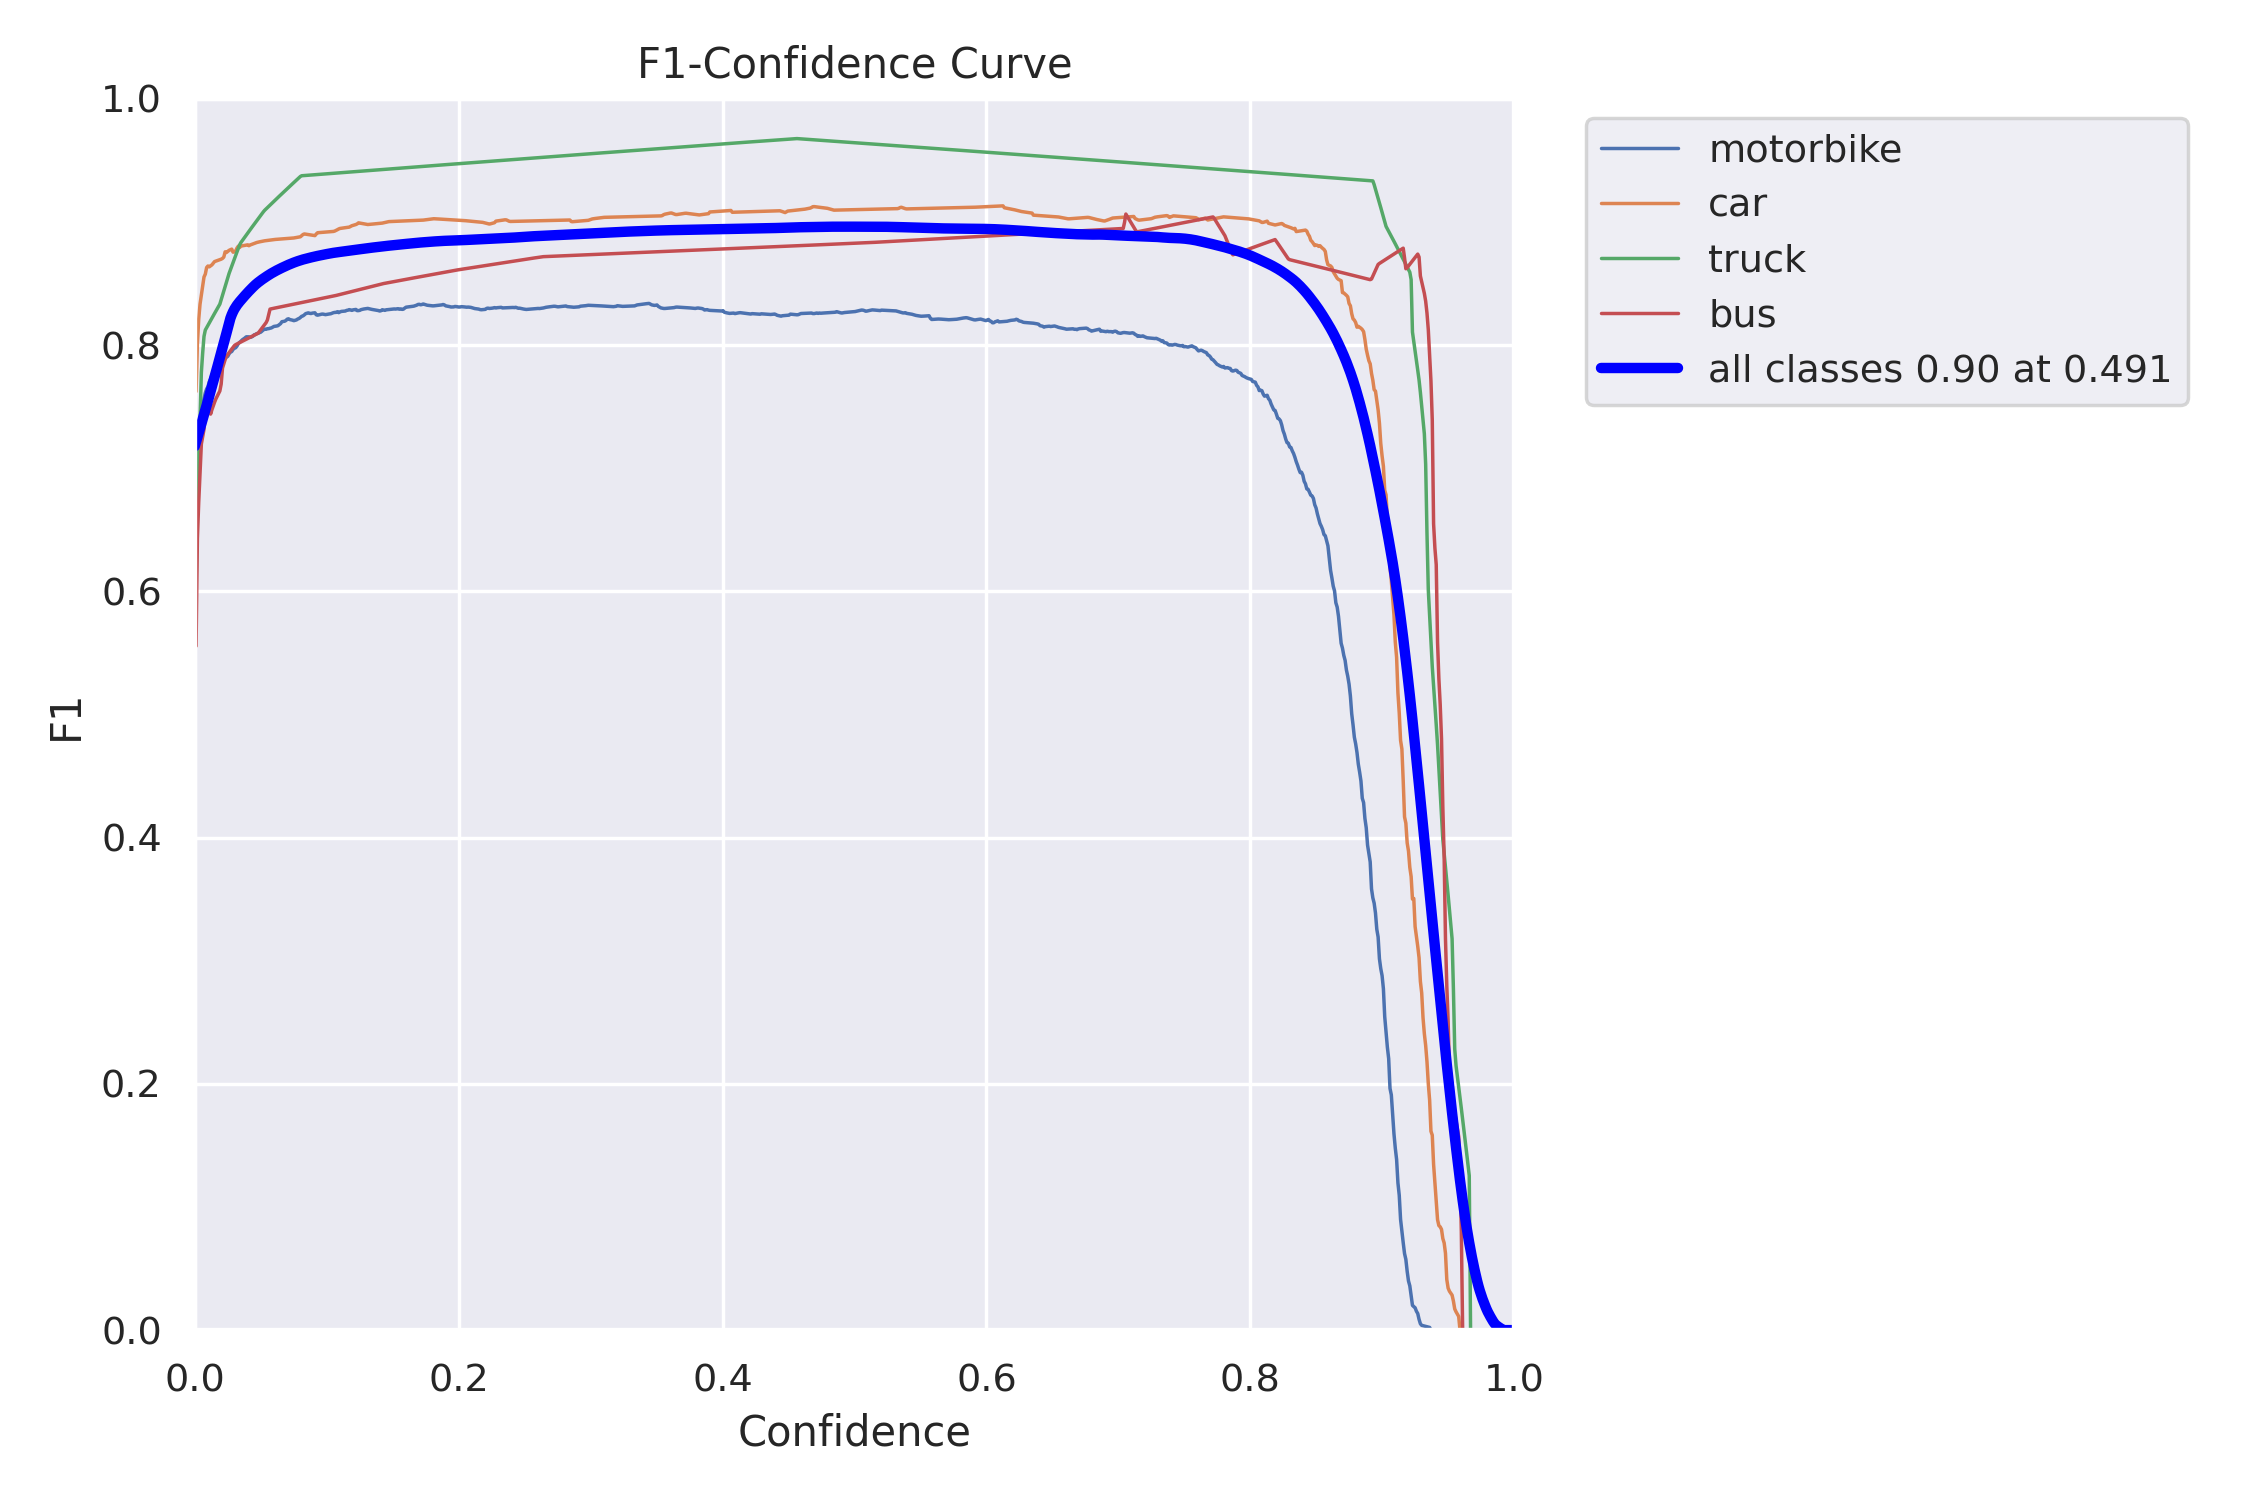 F1-Confidence Curve
1.0
0.8
0.6
0.4
0.2
0.0
F1
0.0 0.2 0.4 0.6 0.8 1.0
Confidence
motorbike
car
truck
bus
all classes 0.90 at 0.491